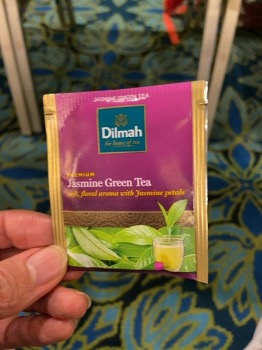 JASMINE GREEN TEA
Dilmah
PREMIUM
Jasmine Green Tea
floral aroma with Jasmine petals